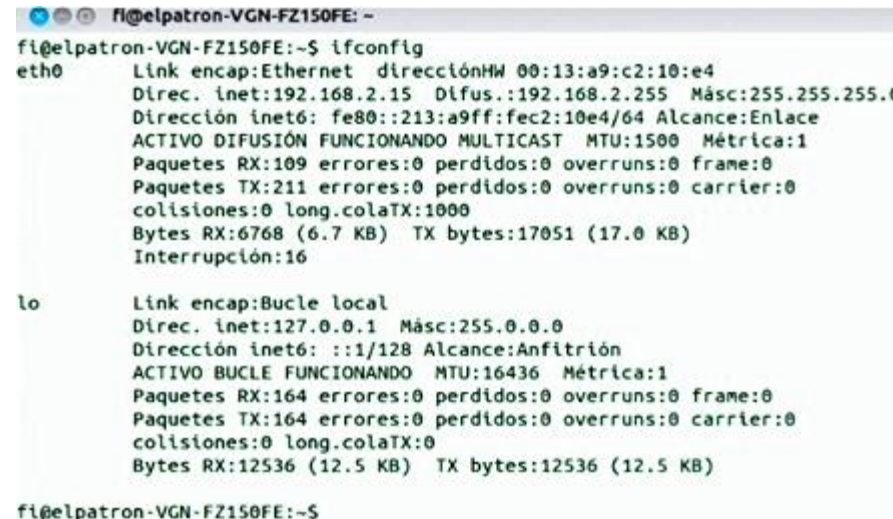 fi@elpatron-VGN-FZ150FE: ~
fi@elpatron-VGN-FZ150FE:~$ ifconfig
eth0 Link encap:Ethernet direcciónHW 00:13:a9:c2:10:e4
Direc. inet:192.168.2.15 Difus.:192.168.2.255 Másc:255.255.255.0
Dirección inet6: fe80::213:a9ff:fec2:10e4/64 Alcance:Enlace
ACTIVO DIFUSIÓN FUNCIONANDO MULTICAST MTU:1500 Métrica:1
Paquetes RX:109 errores:0 perdidos:0 overruns:0 frame:0
Paquetes TX:211 errores:0 perdidos:0 overruns:0 carrier:0
colisiones:0 long.colaTX:1000
Bytes RX:6768 (6.7 KB) TX bytes:17051 (17.0 KB)
Interrupción:16
lo Link encap:Bucle local
Direc. inet:127.0.0.1 Másc:255.0.0.0
Dirección inet6: ::1/128 Alcance:Anfitrión
ACTIVO BUCLE FUNCIONANDO MTU:16436 Métrica:1
Paquetes RX:164 errores:0 perdidos:0 overruns:0 frame:0
Paquetes TX:164 errores:0 perdidos:0 overruns:0 carrier:0
colisiones:0 long.colaTX:0
Bytes RX:12536 (12.5 KB) TX bytes:12536 (12.5 KB)
fi@elpatron-VGN-FZ150FE:~$